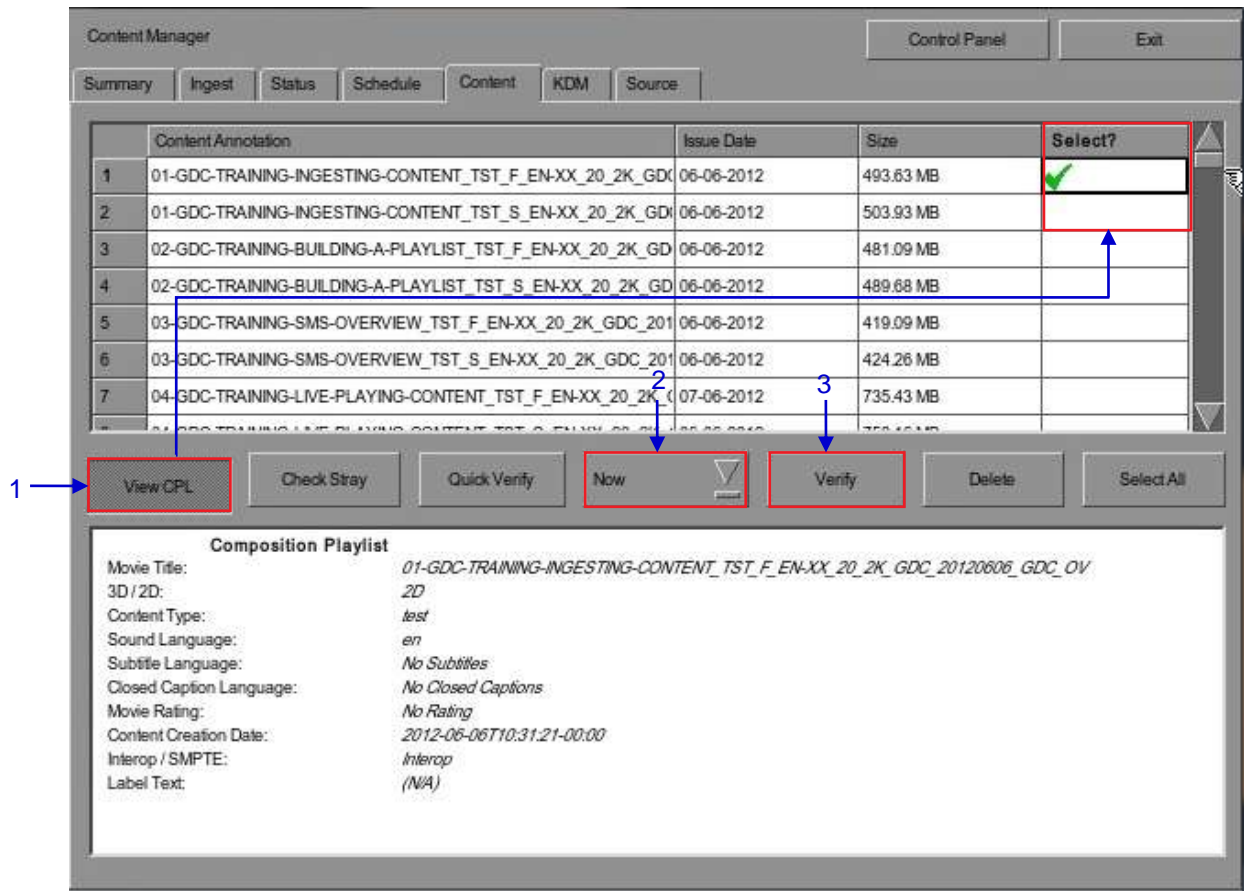 Content Manager
Control Panel
Exit
Summary
Ingest
Status
Schedule
Content
KDM
Source
Content Annotation Issue Date Size Select?
1 01-GDC-TRAINING-INGESTING-CONTENT_TST_F_EN-XX_20_2K_GD 06-06-2012 493.63 MB
2 01-GDC-TRAINING-INGESTING-CONTENT_TST_S_EN-XX_20_2K_GD 06-06-2012 503.93 MB
3 02-GDC-TRAINING-BUILDING-A-PLAYLIST_TST_F_EN-XX_20_2K_GD 06-06-2012 481.09 MB
4 02-GDC-TRAINING-BUILDING-A-PLAYLIST_TST_S_EN-XX_20_2K_GD 06-06-2012 489.68 MB
5 03-GDC-TRAINING-SMS-OVERVIEW_TST_F_EN-XX_20_2K_GDC_201 06-06-2012 419.09 MB
6 03-GDC-TRAINING-SMS-OVERVIEW_TST_S_EN-XX_20_2K_GDC_201 06-06-2012 424.26 MB
7 04-GDC-TRAINING-LIVE-PLAYING-CONTENT_TST_F_EN-XX_20_2K_ 07-06-2012 735.43 MB
2
3
1
View CPL
Check Stray
Quick Verify
Now
Verify
Delete
Select All
Composition Playlist
Movie Title: 01-GDC-TRAINING-INGESTING-CONTENT_TST_F_EN-XX_20_2K_GDC_20120606_GDC_OV
3D / 2D: 2D
Content Type: test
Sound Language: en
Subtitle Language: No Subtitles
Closed Caption Language: No Closed Captions
Movie Rating: No Rating
Content Creation Date: 2012-06-06T10:31:21-00:00
Interop / SMPTE: Interop
Label Text: (N/A)